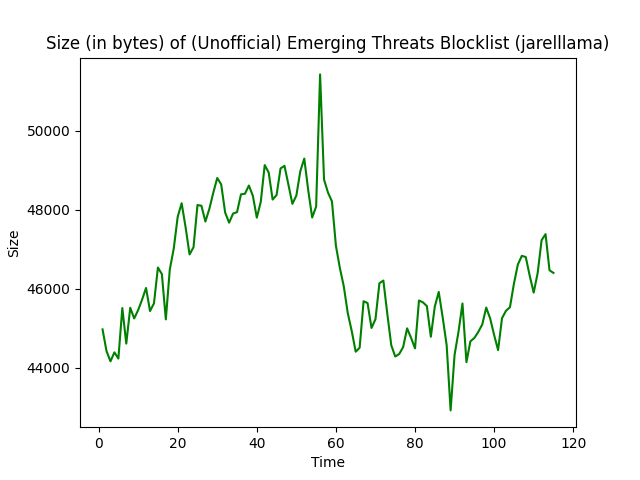 Size (in bytes) of (Unofficial) Emerging Threats Blocklist (jarelllama)
50000
48000
46000
44000
Size
0 20 40 60 80 100 120
Time